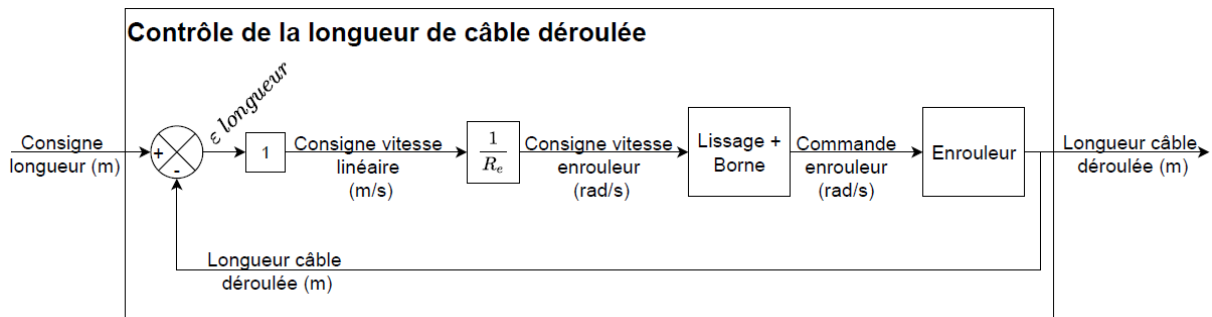 Contrôle de la longueur de câble déroulée
Consigne
longueur (m)
+
-
ε longueur
1
Consigne vitesse
linéaire
(m/s)
1
R_e
Consigne vitesse
enrouleur
(rad/s)
Lissage +
Borne
Commande
enrouleur
(rad/s)
Enrouleur
Longueur câble
déroulée (m)
Longueur câble
déroulée (m)